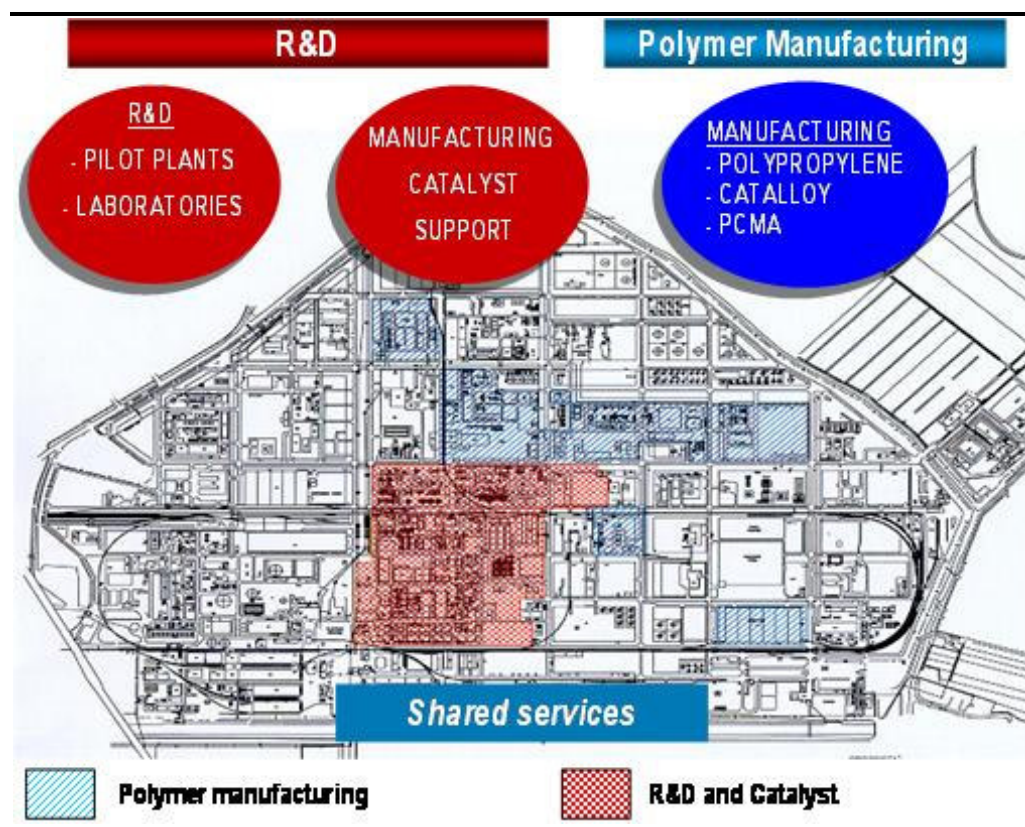 R&D
Polymer Manufacturing
R&D
- PILOT PLANTS
- LABORATORIES
MANUFACTURING
CATALYST
SUPPORT
MANUFACTURING
- POLYPROPYLENE
- CATALLOY
- PCMA
Shared services
Polymer manufacturing
R&D and Catalyst